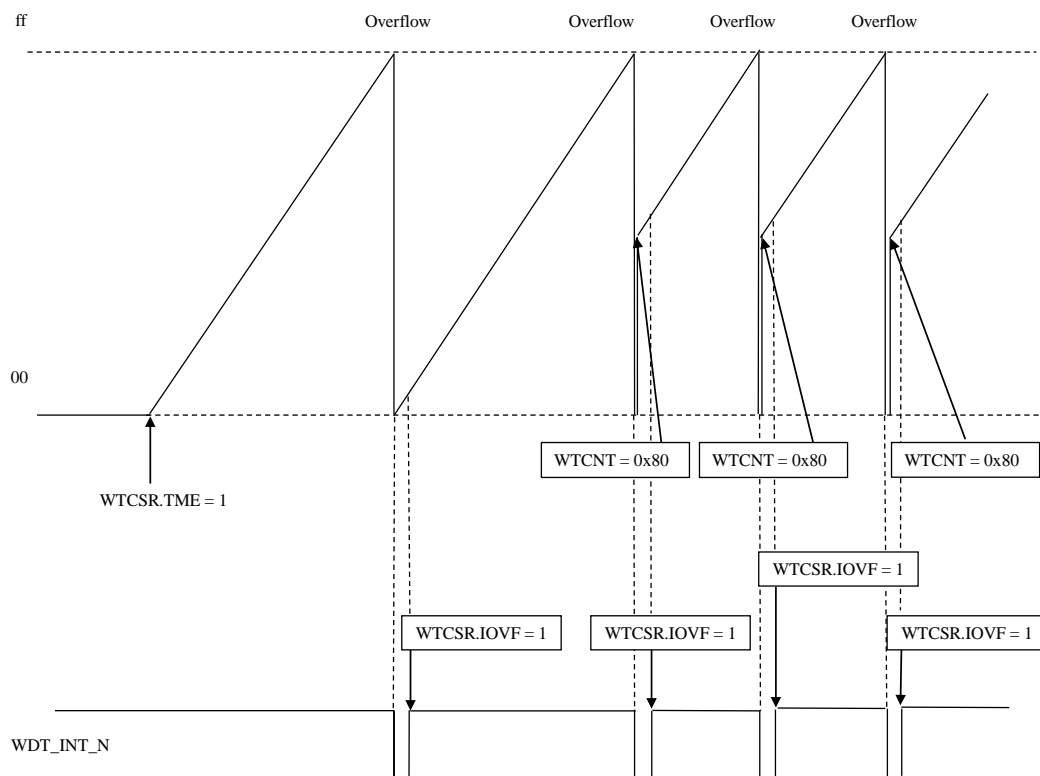 ff
Overflow
Overflow
Overflow
Overflow
00
WTCNT = 0x80
WTCNT = 0x80
WTCNT = 0x80
WTCSR.TME = 1
WTCSR.IOVF = 1
WTCSR.IOVF = 1
WTCSR.IOVF = 1
WTCSR.IOVF = 1
WDT_INT_N